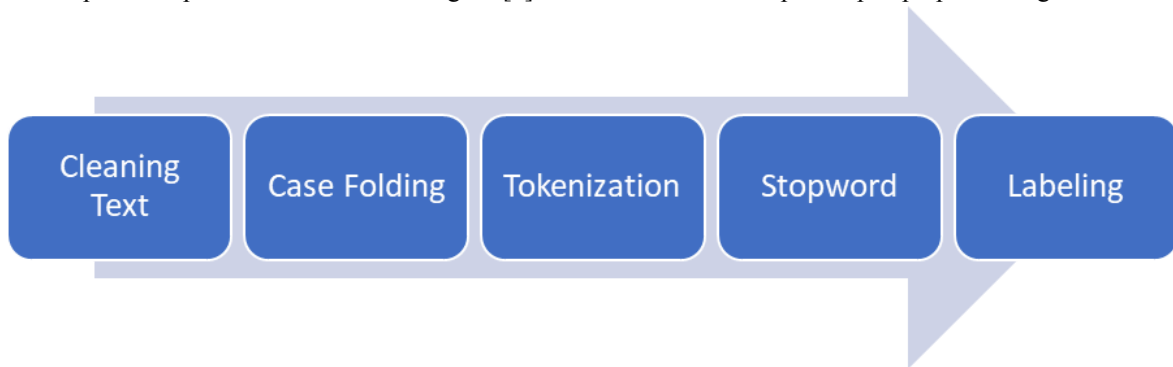 Cleaning
Text
Case Folding
Tokenization
Stopword
Labeling